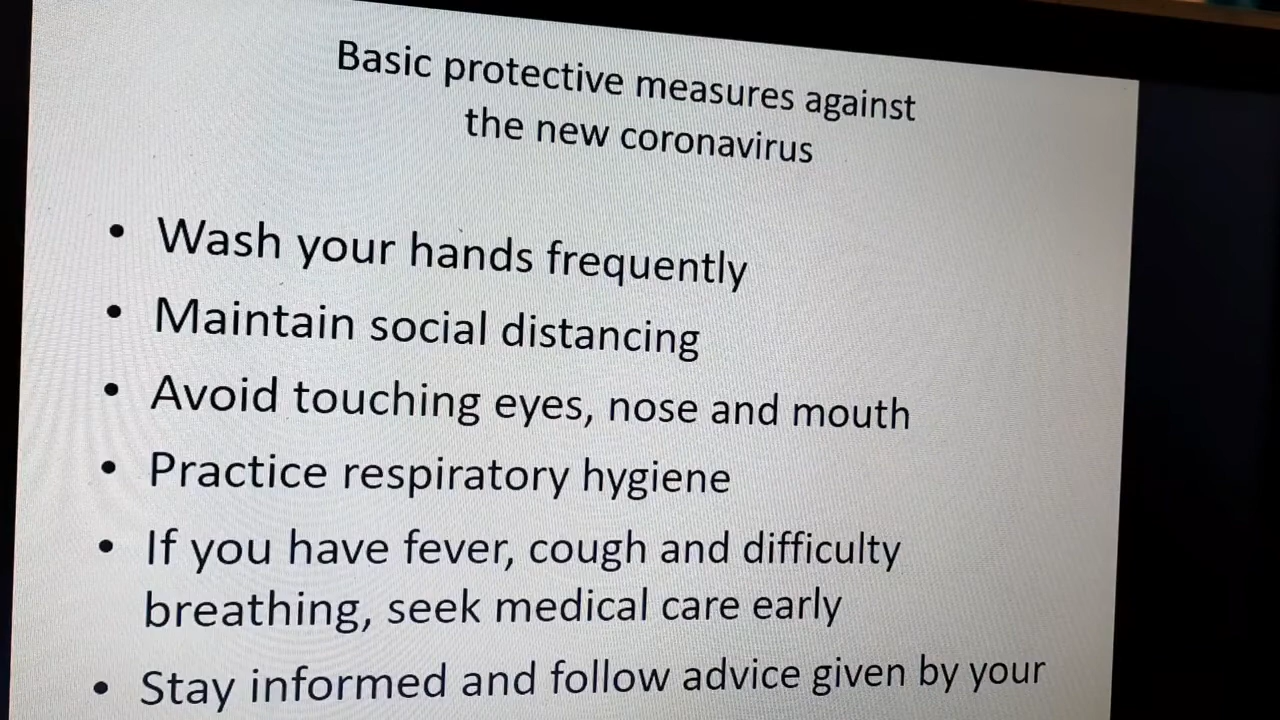 Basic protective measures against
the new coronavirus
• Wash your hands frequently
• Maintain social distancing
• Avoid touching eyes, nose and mouth
• Practice respiratory hygiene
• If you have fever, cough and difficulty
breathing, seek medical care early
• Stay informed and follow advice given by your